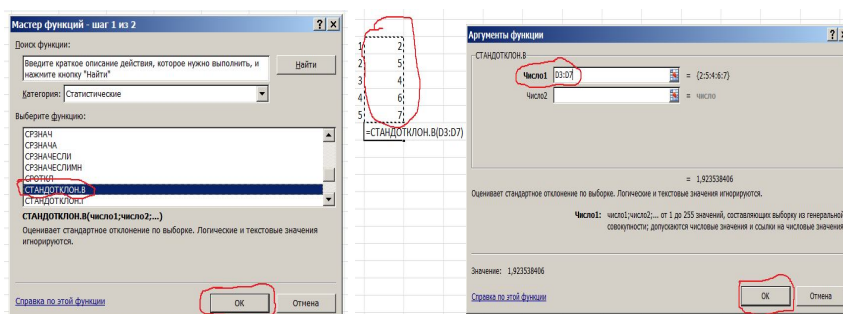 Мастер функций - шаг 1 из 2
Поиск функции:
Введите краткое описание действия, которое нужно выполнить, и
нажмите кнопку "Найти"
Найти
Категория: Статистические
Выберите функцию:
СРЗНАЧ
СРЗНАЧА
СРЗНАЧЕСЛИ
СРЗНАЧЕСЛИМН
СРОТКЛ
СТАНДОТКЛОН.В
СТАНДОТКЛОН.Г
СТАНДОТКЛОН.В(число1;число2;...)
Оценивает стандартное отклонение по выборке. Логические и текстовые значения
игнорируются.
Справка по этой функции
ОК
Отмена
1 2
2 5
3 4
4 6
5 7
=СТАНДОТКЛОН.В(D3:D7)
Аргументы функции
СТАНДОТКЛОН.В
Число1 D3:D7 = {2:5:4:6:7}
Число2 = число
= 1,923538406
Оценивает стандартное отклонение по выборке. Логические и текстовые значения игнорируются.
Число1: число1;число2;... от 1 до 255 значений, составляющих выборку из генеральной
совокупности; допускаются числовые значения и ссылки на числовые значения
Значение: 1,923538406
Справка по этой функции
ОК
Отмена